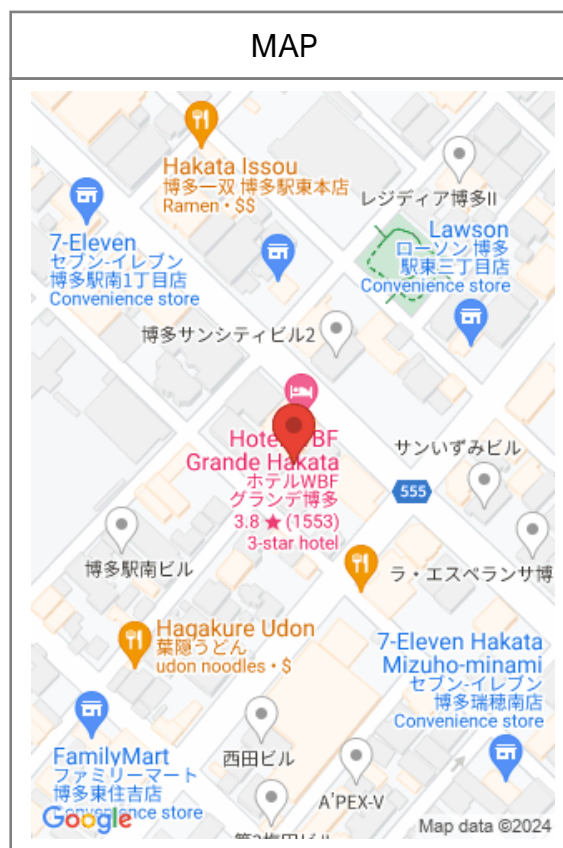 MAP
Hakata Issou
博多一双 博多駅東本店
Ramen • $$
レジディア博多II
7-Eleven
セブン-イレブン
博多駅南1丁目店
Convenience store
Lawson
ローソン 博多
駅東三丁目店
Convenience store
博多サンシティビル2
Grande Hakata
ホテルWBF
グランデ博多
3.8 ★ (1553)
3-star hotel
サンいずみビル
555
博多駅南ビル
ラ・エスペランサ博
Hagakure Udon
葉隠うどん
udon noodles • $
7-Eleven Hakata
Mizuho-minami
セブン-イレブン
博多瑞穂南店
Convenience store
西田ビル
FamilyMart
ファミリーマート
博多東住吉店
store
A'PEX-V
Google
Map data ©2024